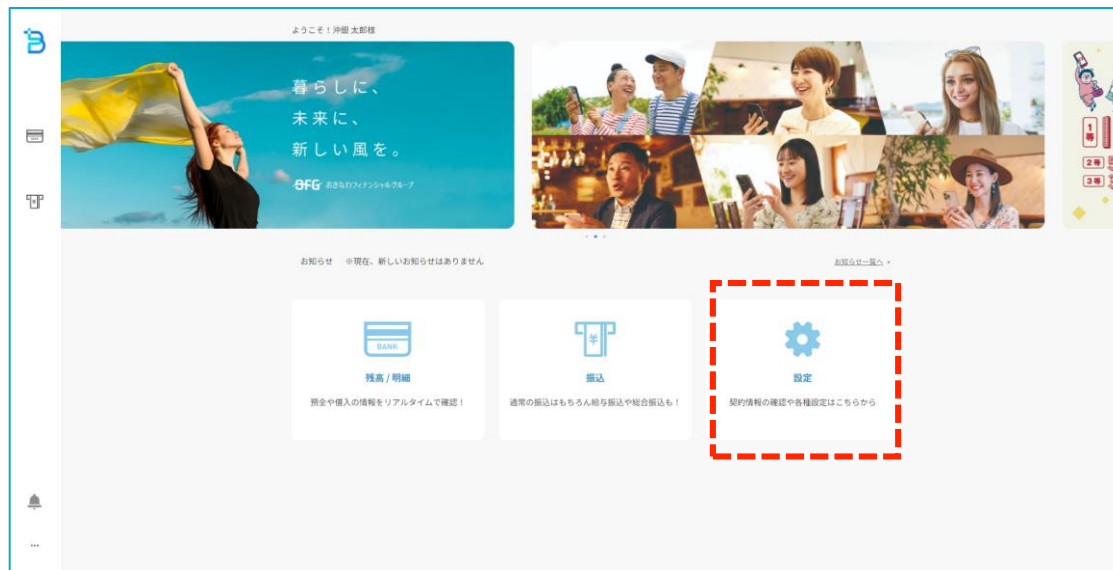 ようこそ！沖銀 太郎様
暮らしに、
未来に、
新しい風を。
OFG おきなわフィナンシャルグループ
1等
2等
3等
お知らせ ※現在、新しいお知らせはありません
お知らせ一覧へ
BANK
残高 / 明細
預金や借入の情報をリアルタイムで確認！
¥
振込
通常の振込はもちろん給与振込や総合振込も！
設定
契約情報の確認や各種設定はこちらから